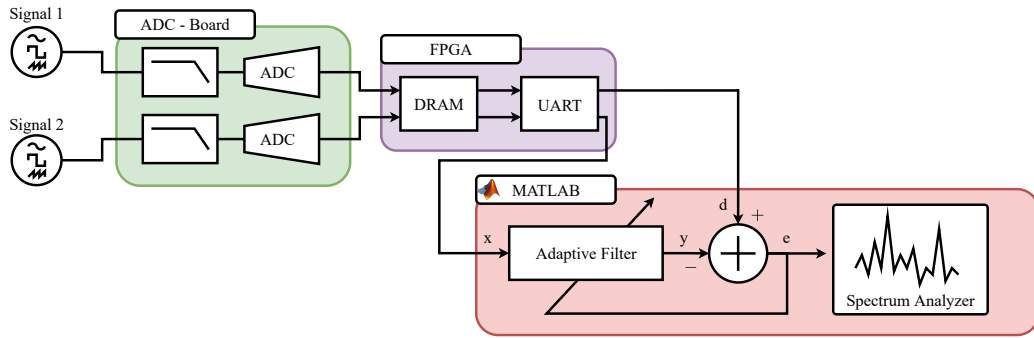 Signal 1
ADC - Board
ADC
FPGA
DRAM
UART
Signal 2
ADC
MATLAB
d
+
x
Adaptive Filter
y
−
e
Spectrum Analyzer